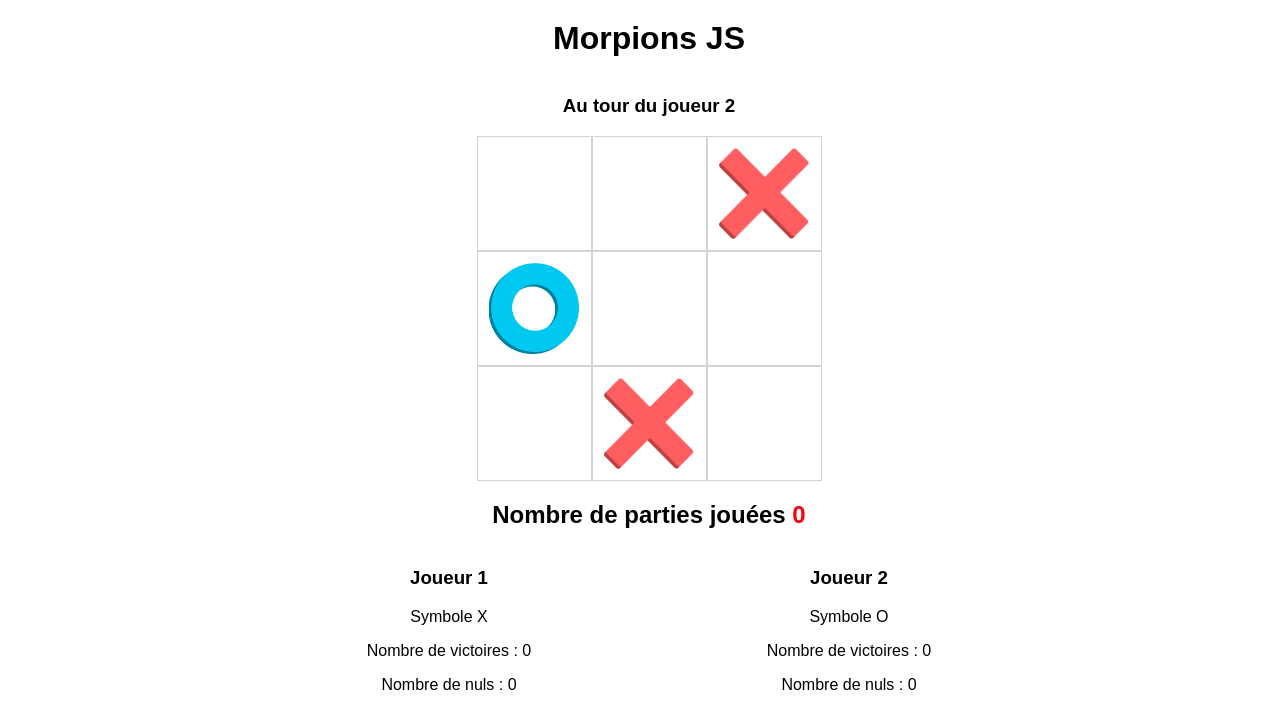 Morpions JS
Au tour du joueur 2
Nombre de parties jouées 0
Joueur 1
Symbole X
Nombre de victoires : 0
Nombre de nuls : 0
Joueur 2
Symbole O
Nombre de victoires : 0
Nombre de nuls : 0